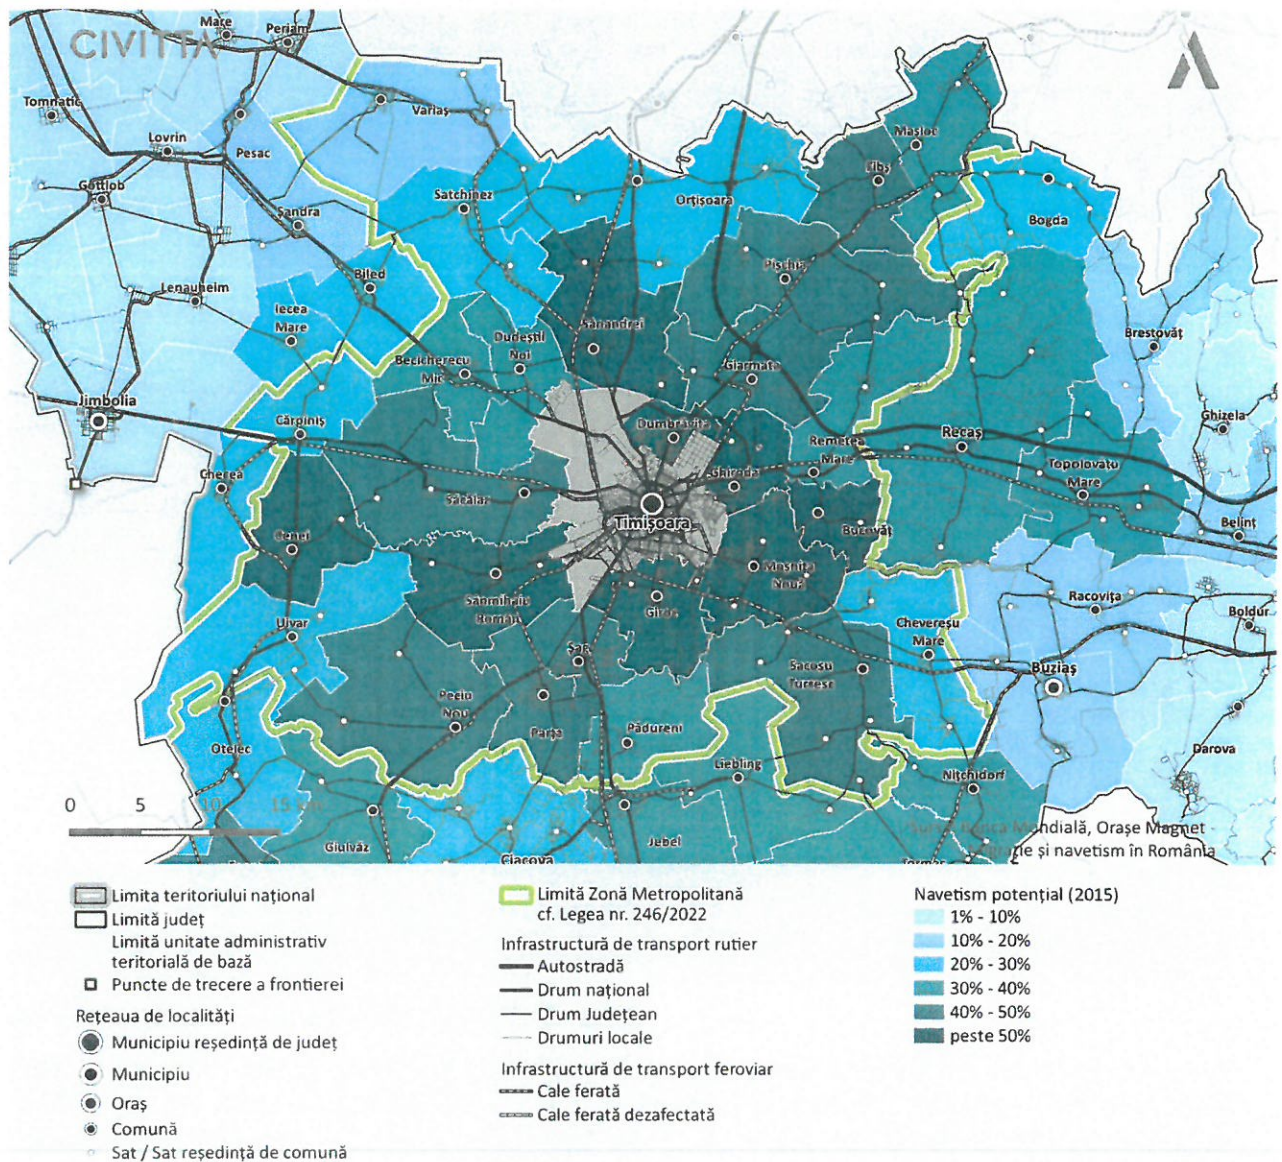 CIVITTA
Mare
Periam
Tomnatic
Variaș
Mașloc
Lovrin
Pesac
Fibș
Gottlob
Satchinez
Orțișoara
Șandra
Bogda
Biled
Pischia
Lenauheim
Iecea
Mare
Sânandrei
Dudeștii
Noi
Brestovăț
Becicherecu
Mic
Giarmata
Jimbolia
Ghizela
Cărpiniș
Dumbrăvița
Remetea
Mare
Recaș
Topolovațu
Mare
Checea
Săcălaz
Ghiroda
Timișoara
Belinț
Cenei
Bucovăț
Moșnița
Nouă
Sânmihaiu
Român
Giroc
Racovița
Boldur
Uivar
Chevereșu
Mare
Șag
Sacoșu
Turcesc
Buziaș
Peciu
Nou
Parța
Pădureni
Otelec
Darova
Liebling
Nițchidorf
0 5 10 15 km
Giulvăz
Jebel
Ciacova
Banca Mondială, Orașe Magnet -
și navetism în România
Limita teritoriului național
Limită județ
Limită unitate administrativ
teritorială de bază
Puncte de trecere a frontierei
Rețeaua de localități
Municipiu reședință de județ
Municipiu
Oraș
Comună
Sat / Sat reședință de comună
Limită Zonă Metropolitană
cf. Legea nr. 246/2022
Infrastructură de transport rutier
Autostradă
Drum național
Drum Județean
Drumuri locale
Infrastructură de transport feroviar
Cale ferată
Cale ferată dezafectată
Navetism potențial (2015)
1% - 10%
10% - 20%
20% - 30%
30% - 40%
40% - 50%
peste 50%